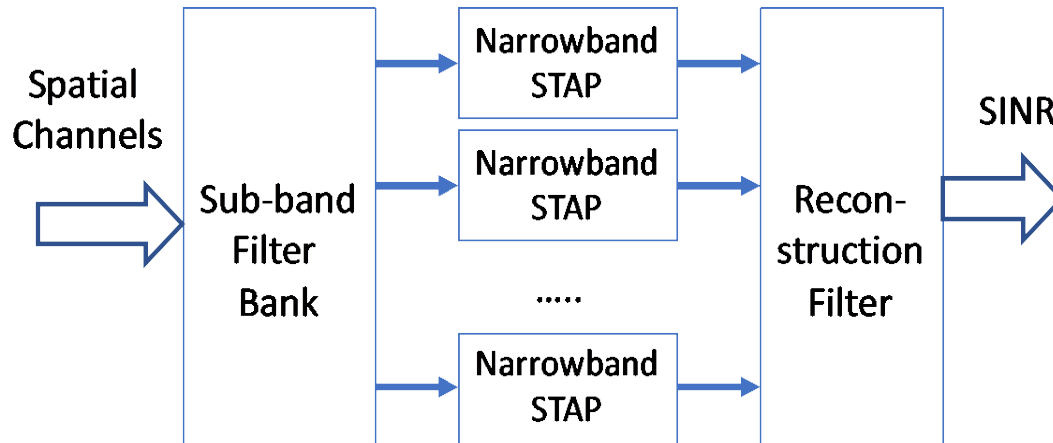 Spatial
Channels
Sub-band
Filter
Bank
Narrowband
STAP
Narrowband
STAP
.....
Narrowband
STAP
Recon-
struction
Filter
SINR